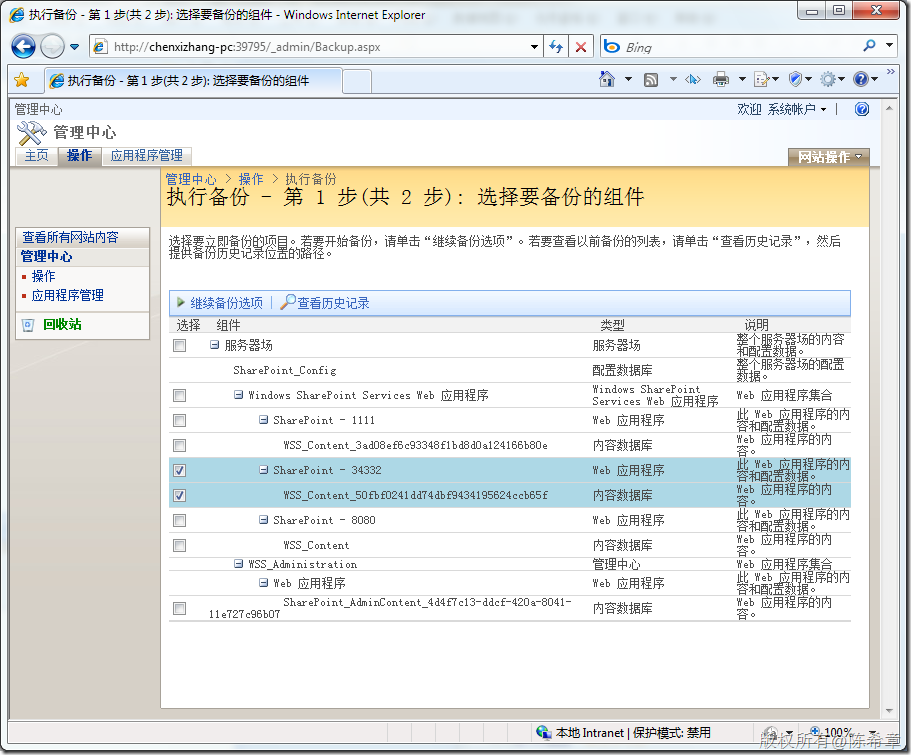 执行备份 - 第 1 步(共 2 步): 选择要备份的组件 - Windows Internet Explorer
http://chenxizhang-pc:39795/_admin/Backup.aspx
Bing
执行备份 - 第 1 步(共 2 步): 选择要备份的组件
管理中心
欢迎 系统帐户
管理中心
主页 操作 应用程序管理
网站操作
管理中心 > 操作 > 执行备份
执行备份 - 第 1 步(共 2 步): 选择要备份的组件
查看所有网站内容
管理中心
操作
应用程序管理
回收站
选择要立即备份的项目。若要开始备份，请单击“继续备份选项”。若要查看以前备份的列表，请单击“查看历史记录”，然后
提供备份历史记录位置的路径。
继续备份选项 | 查看历史记录
选择 组件 类型 说明
服务器场 服务器场 整个服务器场的内容
和配置数据。
SharePoint_Config 配置数据库 整个服务器场的配置
数据。
Windows SharePoint Services Web 应用程序 Windows SharePoint
Services Web 应用程序 Web 应用程序集合
SharePoint - 1111 Web 应用程序 此 Web 应用程序的内
容和配置数据。
WSS_Content_3ad08ef6c93348f1bd8d0a124166b80e 内容数据库 Web 应用程序的内
容。
SharePoint - 34332 Web 应用程序 此 Web 应用程序的内
容和配置数据。
WSS_Content_50fbf0241dd74dbf9434195624ccb65f 内容数据库 Web 应用程序的内
容。
SharePoint - 8080 Web 应用程序 此 Web 应用程序的内
容和配置数据。
WSS_Content 内容数据库 Web 应用程序的内
容。
WSS_Administration 管理中心 Web 应用程序集合
Web 应用程序 Web 应用程序 此 Web 应用程序的内
容和配置数据。
SharePoint_AdminContent_4d4f7c13-ddcf-420a-8041-
11e727c96b07 内容数据库 Web 应用程序的内
容。
本地 Intranet | 保护模式: 禁用
100%
版权所有@陈希章